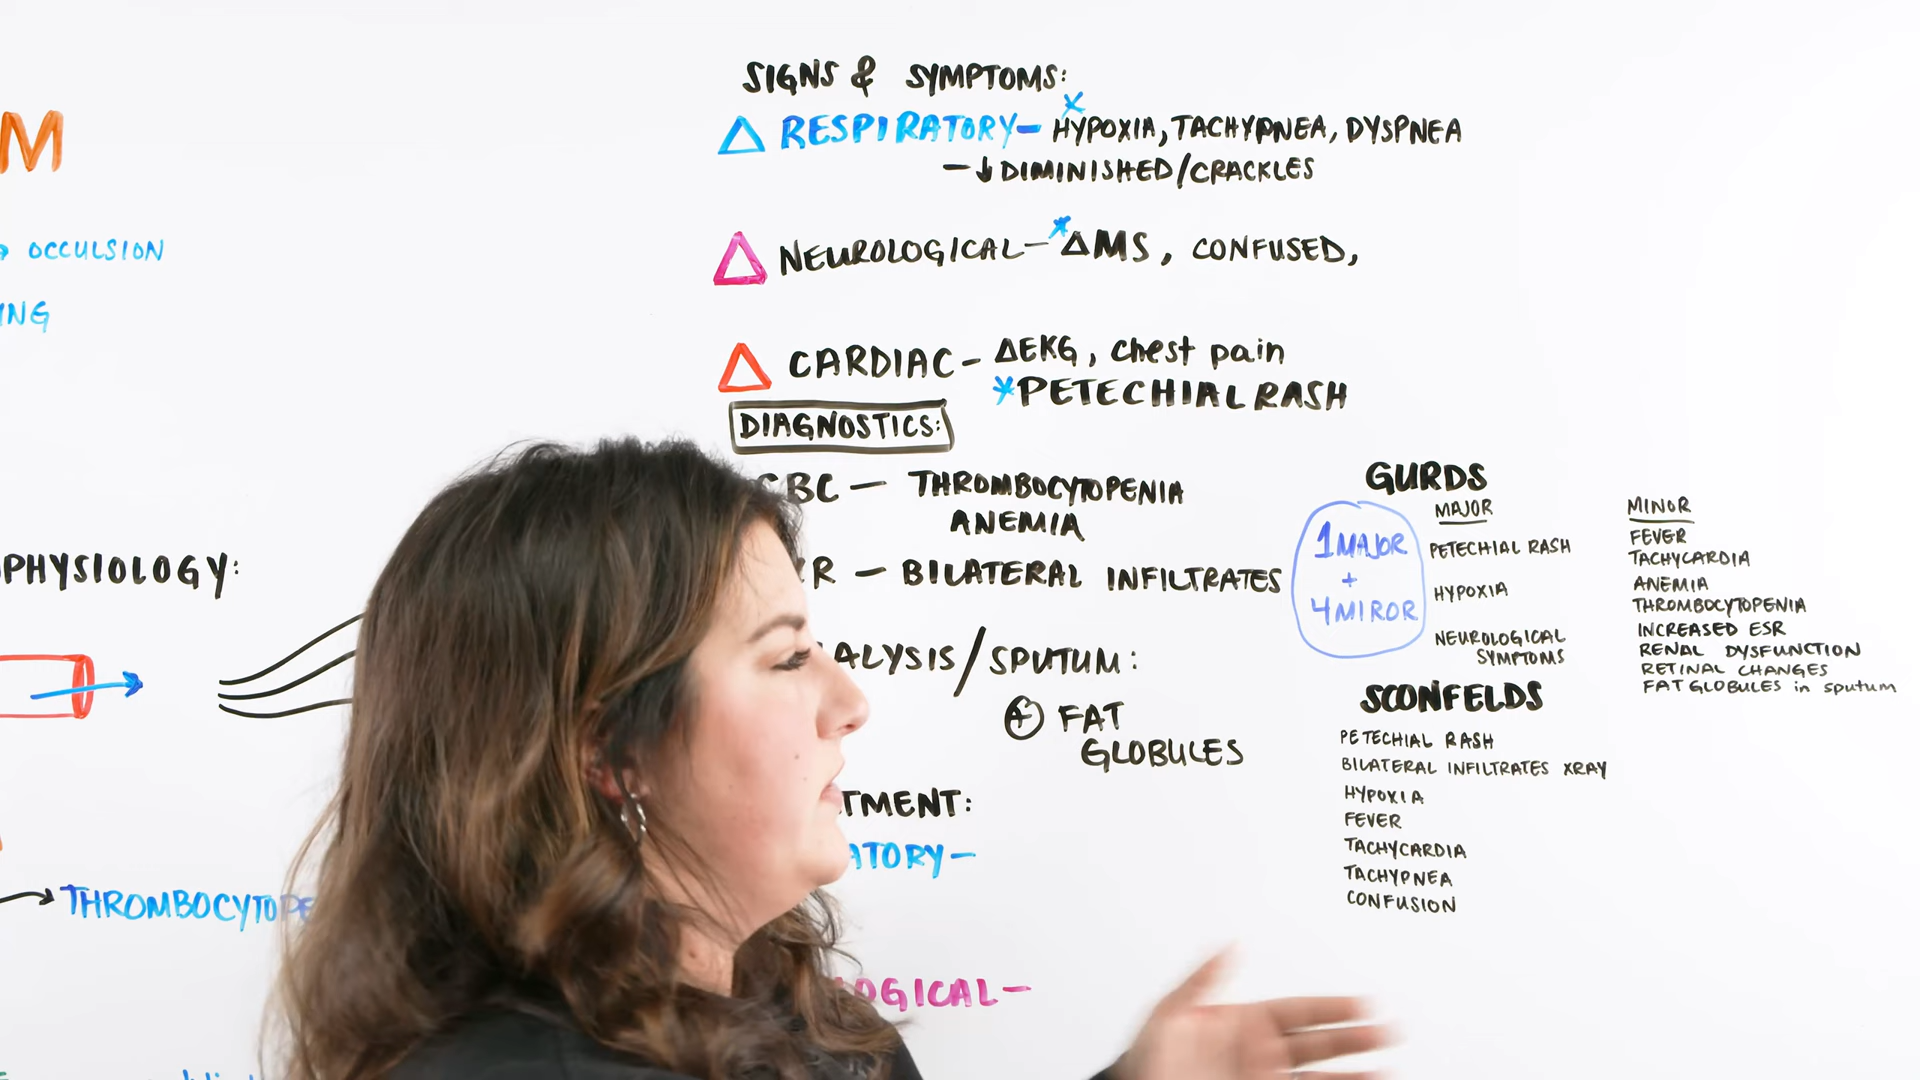 M
OCCULSION
ING
PHYSIOLOGY:
THROMBOCYTOPE
SIGNS & SYMPTOMS:
△ RESPIRATORY - HYPOXIA, TACHYPNEA, DYSPNEA
- ↓ DIMINISHED/CRACKLES
△ NEUROLOGICAL - *ΔMS, CONFUSED,
△ CARDIAC - ΔEKG, chest pain
*PETECHIAL RASH
DIAGNOSTICS:
CBC - THROMBOCYTOPENIA
ANEMIA
R - BILATERAL INFILTRATES
ALYSIS/SPUTUM:
FAT
GLOBULES
TMENT:
ATORY-
OGICAL-
GURDS
1 MAJOR
+
4 MIROR
MAJOR
PETECHIAL RASH
HYPOXIA
NEUROLOGICAL
SYMPTOMS
MINOR
FEVER
TACHYCARDIA
ANEMIA
THROMBOCYTOPENIA
INCREASED ESR
RENAL DYSFUNCTION
RETINAL CHANGES
FAT GLOBULES in sputum
SCONFELDS
PETECHIAL RASH
BILATERAL INFILTRATES XRAY
HYPOXIA
FEVER
TACHYCARDIA
TACHYPNEA
CONFUSION